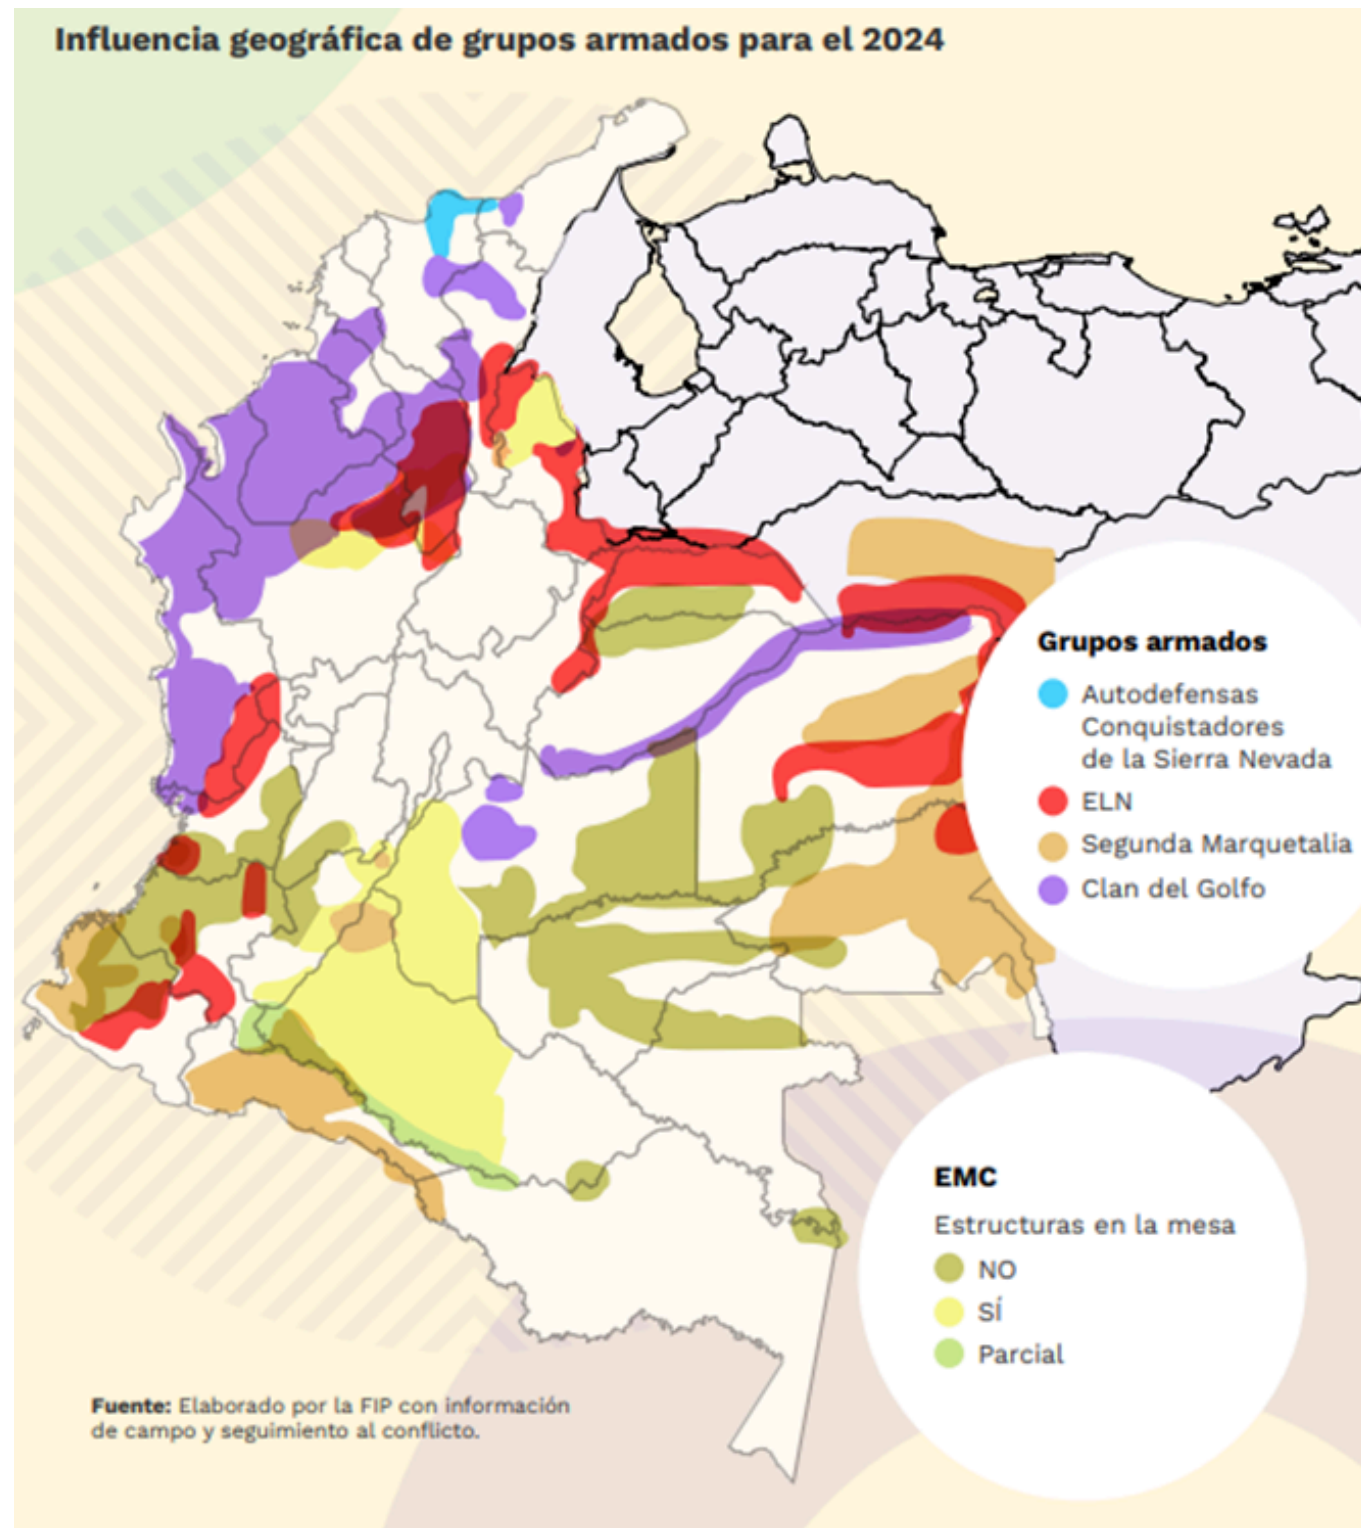 Influencia geográfica de grupos armados para el 2024
Grupos armados
Autodefensas
Conquistadores
de la Sierra Nevada
ELN
Segunda Marquetalia
Clan del Golfo
EMC
Estructuras en la mesa
NO
SÍ
Parcial
Fuente: Elaborado por la FIP con información
de campo y seguimiento al conflicto.